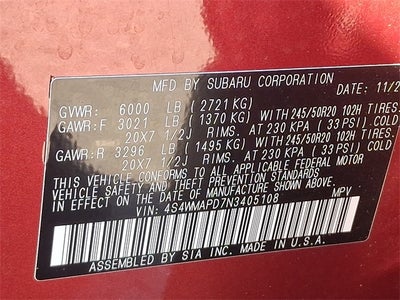 MFD BY SUBARU CORPORATION DATE: 11/2
GVWR: 6000 LB (2721 KG)
GAWR:F 3021 LB (1370 KG) WITH 245/50R20 102H TIRES.
20X7 1/2J RIMS. AT 230 KPA (33 PSI) COLD
GAWR:R 3296 LB (1495 KG) WITH 245/50R20 102H TIRES.
20X7 1/2J RIMS. AT 230 KPA (33 PSI) COLD
THIS VEHICLE CONFORMS TO ALL APPLICABLE FEDERAL MOTOR
VEHICLE SAFETY AND THEFT PREVENTION STANDARDS IN EFFECT ON
THE DATE OF MANUFACTURE SHOWN ABOVE.
VIN: 4S4WMAPD7N3405108 MPV
ASSEMBLED BY SIA INC. MADE IN U.S.A.